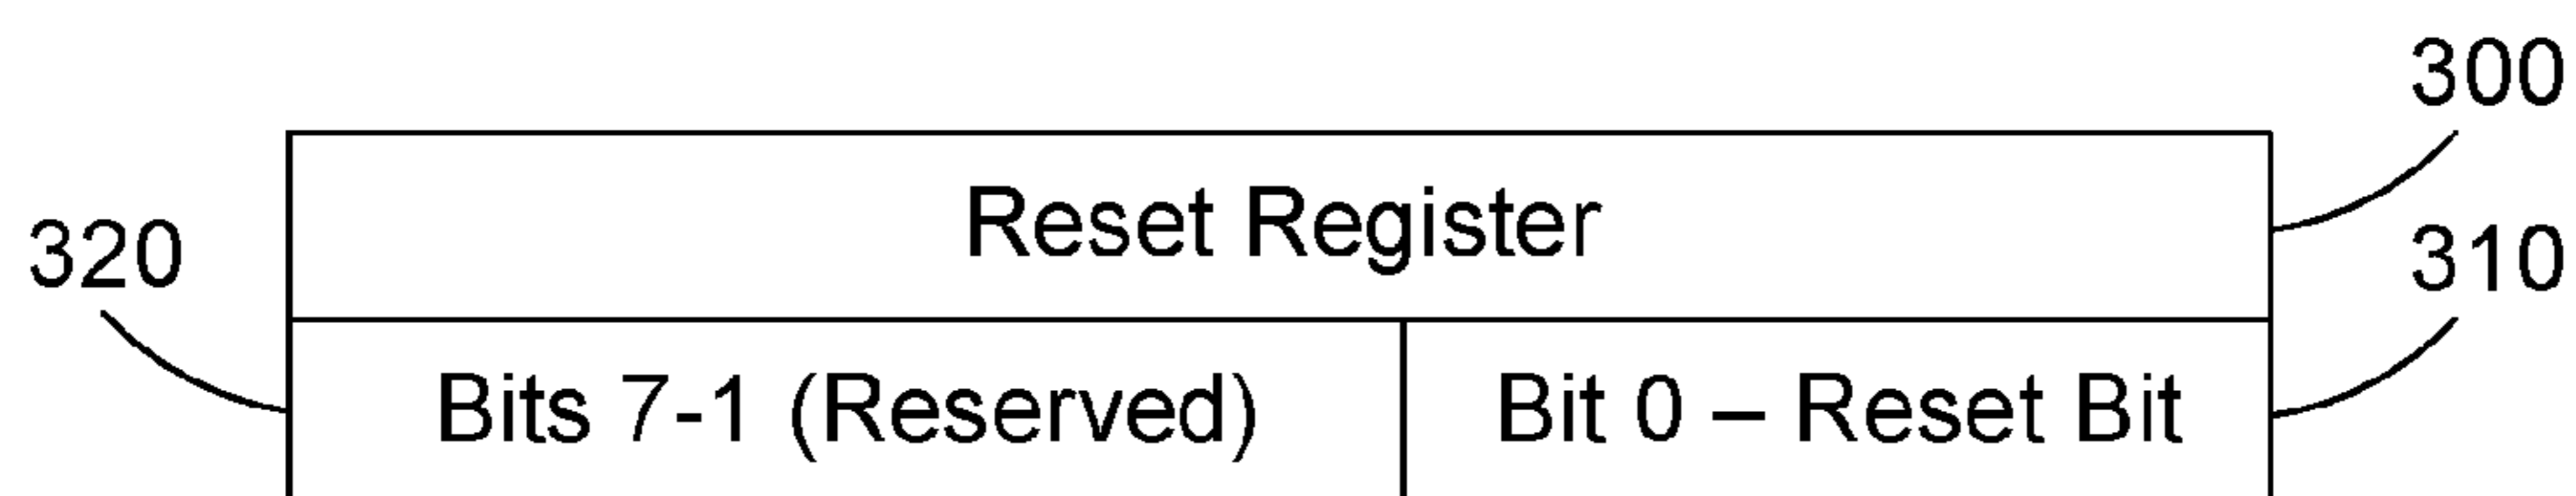 300
Reset Register
320
310
Bits 7-1 (Reserved)
Bit 0 – Reset Bit